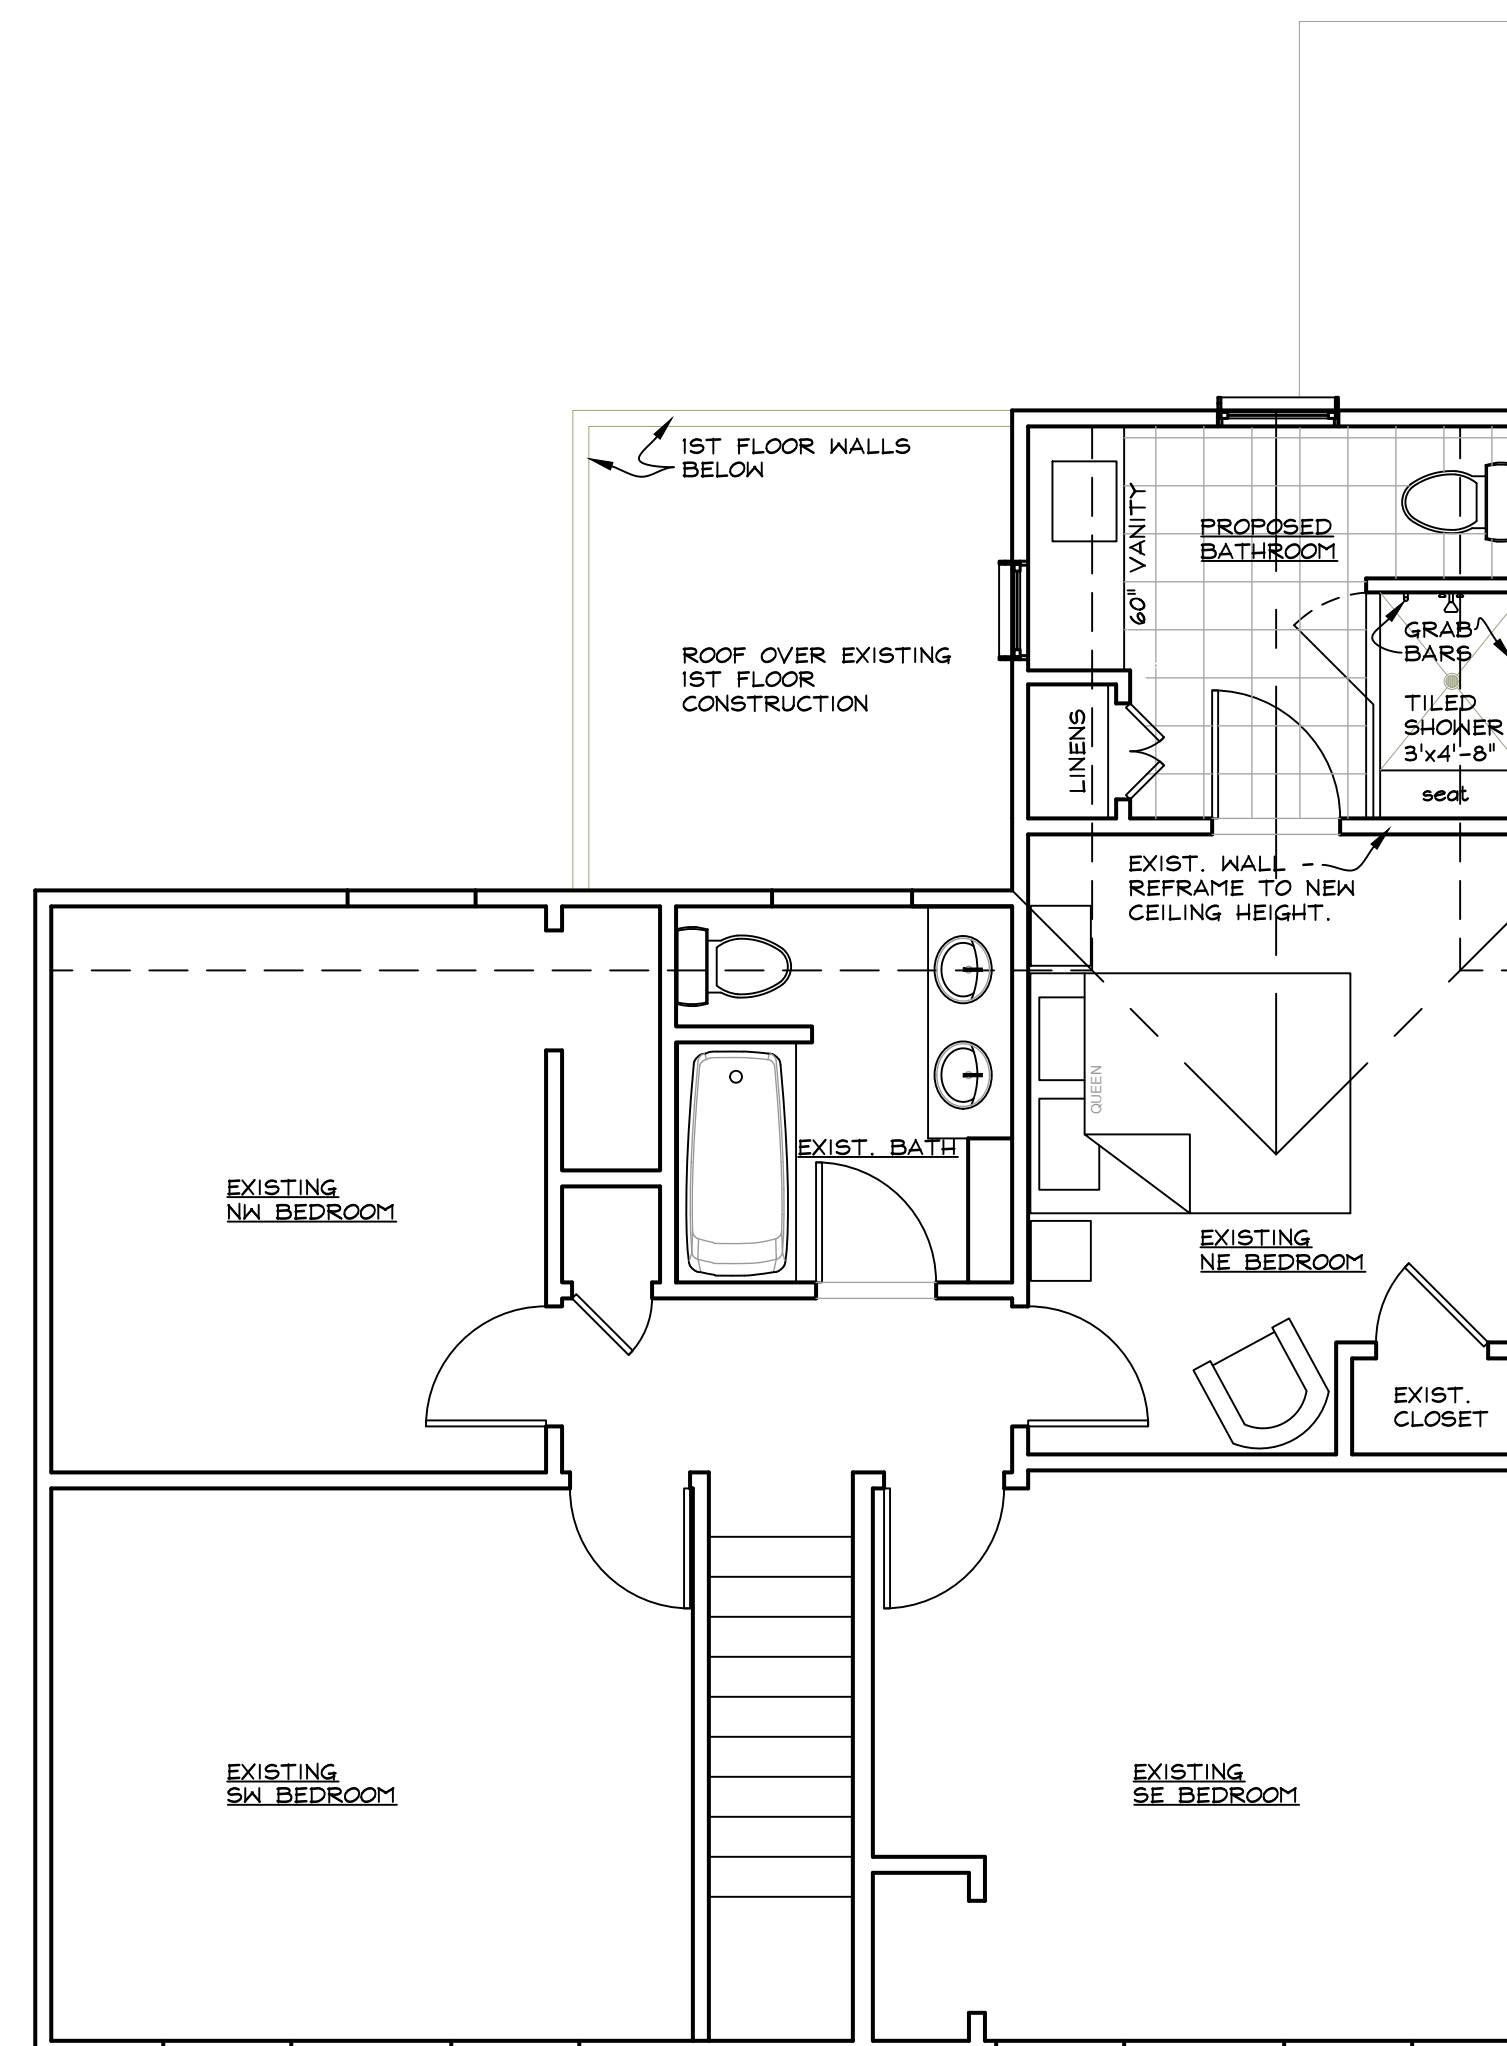 1ST FLOOR WALLS
BELOW
60" VANITY
PROPOSED
BATHROOM
GRAB
BARS
ROOF OVER EXISTING
1ST FLOOR
CONSTRUCTION
LINENS
TILED
SHOWER
3'x4'-8"
seat
EXIST. WALL -
REFRAME TO NEW
CEILING HEIGHT.
QUEEN
EXIST. BATH
EXISTING
NW BEDROOM
EXISTING
NE BEDROOM
EXIST.
CLOSET
EXISTING
SW BEDROOM
EXISTING
SE BEDROOM